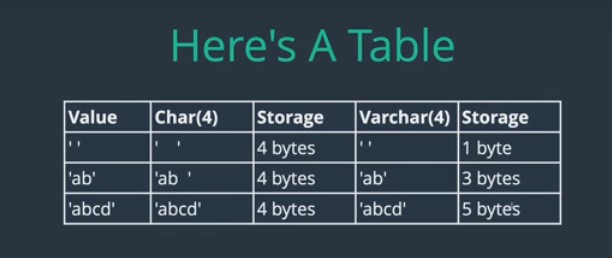 Here's A Table
Value Char(4) Storage Varchar(4) Storage
' ' '    ' 4 bytes ' ' 1 byte
'ab' 'ab  ' 4 bytes 'ab' 3 bytes
'abcd' 'abcd' 4 bytes 'abcd' 5 bytes